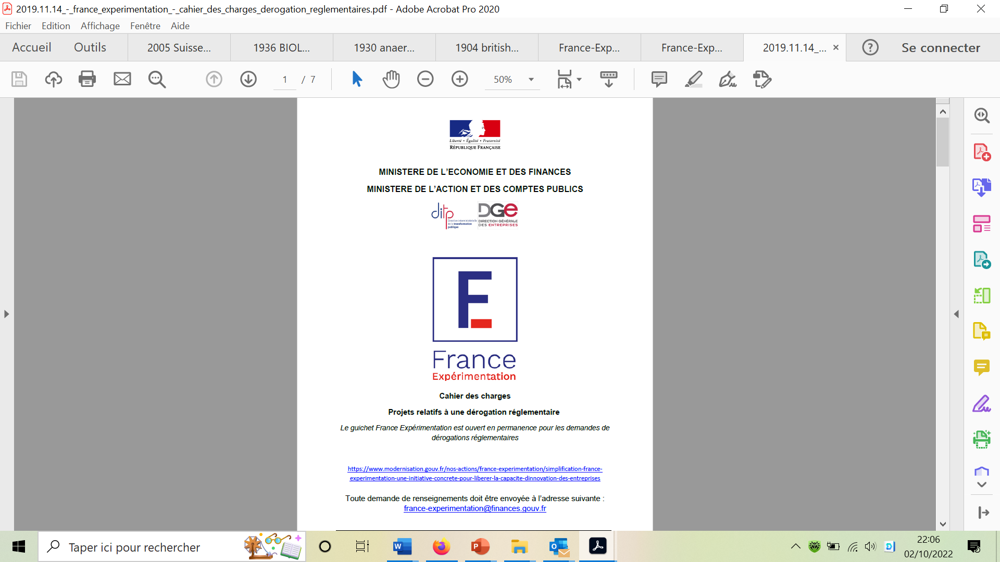 2019.11.14_-_france_experimentation_-_cahier_des_charges_derogation_reglementaires.pdf - Adobe Acrobat Pro 2020
Fichier Edition Affichage Fenêtre Aide
Accueil Outils 2005 Suisse... 1936 BIOL... 1930 anaer... 1904 british... France-Exp... France-Exp... 2019.11.14_... × ? Se connecter
1 / 7 50%
Liberté • Égalité • Fraternité
RÉPUBLIQUE FRANÇAISE
MINISTERE DE L'ECONOMIE ET DES FINANCES
MINISTERE DE L'ACTION ET DES COMPTES PUBLICS
ditp
Direction interministérielle
de la transformation
publique
DGE
DIRECTION GÉNÉRALE
DES ENTREPRISES
E
France
Expérimentation
Cahier des charges
Projets relatifs à une dérogation réglementaire
Le guichet France Expérimentation est ouvert en permanence pour les demandes de
dérogations réglementaires
https://www.modernisation.gouv.fr/nos-actions/france-experimentation/simplification-france-
experimentation-une-initiative-concrete-pour-liberer-la-capacite-dinnovation-des-entreprises
Toute demande de renseignements doit être envoyée à l'adresse suivante :
france-experimentation@finances.gouv.fr
Taper ici pour rechercher
22:06
02/10/2022